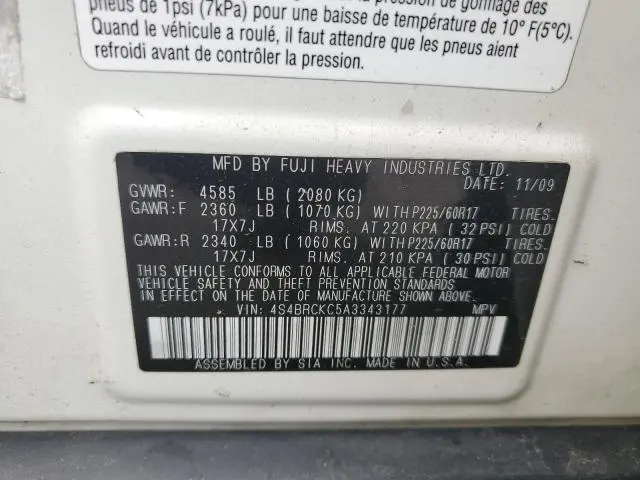 pneus de 1psi (7kPa) pour une baisse de température de 10° F(5°C).
Quand le véhicule a roulé, il faut attendre que les pneus aient
refroidi avant de contrôler la pression.
MFD BY FUJI HEAVY INDUSTRIES LTD.
DATE: 11/09
GVWR: 4585 LB ( 2080 KG)
GAWR:F 2360 LB ( 1070 KG) WITH P225/60R17 TIRES.
17X7J RIMS. AT 220 KPA ( 32 PSI) COLD
GAWR:R 2340 LB ( 1060 KG) WITH P225/60R17 TIRES.
17X7J RIMS. AT 210 KPA ( 30 PSI) COLD
THIS VEHICLE CONFORMS TO ALL APPLICABLE FEDERAL MOTOR
VEHICLE SAFETY AND THEFT PREVENTION STANDARDS
IN EFFECT ON THE DATE OF MANUFACTURE SHOWN ABOVE.
VIN: 4S4BRCKC5A3343177 MPV
ASSEMBLED BY SIA INC. MADE IN U.S.A.